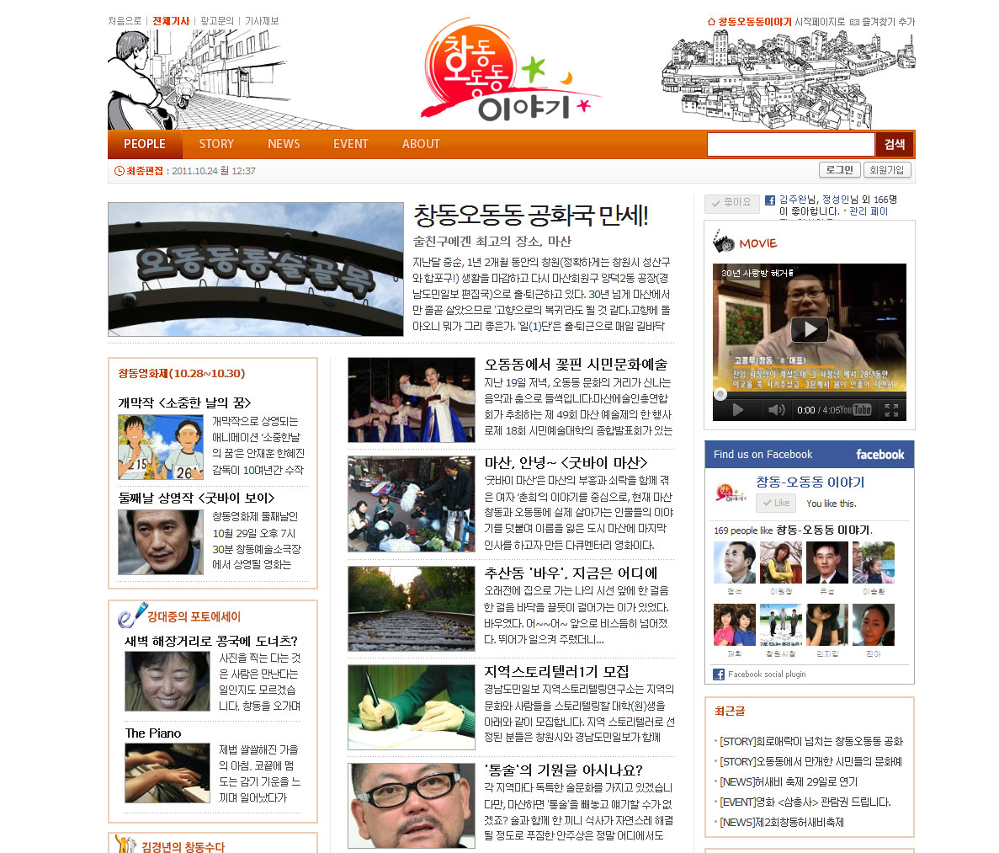 처음으로 | 전체기사 | 광고문의 | 기사제보
창동오동동이야기 시작페이지로 즐겨찾기 추가
창동
오동동
이야기
PEOPLE STORY NEWS EVENT ABOUT 검색
최종편집 : 2011.10.24 월 12:37
로그인 회원가입
오동동통술골목
창동오동동 공화국 만세!
술친구에겐 최고의 장소, 마산
지난달 중순, 1년 2개월 동안의 창원(정확하게는 창원시 성산구
와 합포구!) 생활을 마감하고 다시 마산회원구 양덕2동 공장(경
남도민일보 편집국)으로 출·퇴근하고 있다. 30년 넘게 마산에서
만 줄곧 살았으므로 '고향으로의 복귀'라도 될 것 같다.고향에 돌
아오니 뭐가 그리 좋은가. '일(1)단'은 출·퇴근으로 매일 길바닥
창동영화제(10.28~10.30)
개막작 <소중한 날의 꿈>
개막작으로 상영되는
애니메이션 '소중한날
의 꿈'은 안재훈 한혜진
감독이 10여년간 수작
215
26
둘째날 상영작 <굿바이 보이>
창동영화제 둘째날인
10월 29일 오후 7시
30분 창동예술소극장
에서 상영될 영화는
강대중의 포토에세이
새벽 해장거리로 콩국에 도너츠?
사진을 찍는 다는 것
은 사람은 만난다는
일인지도 모르겠습
니다. 창동을 오가며
The Piano
제법 쌀쌀해진 가을
의 아침, 코끝에 맴
도는 감기 기운을 느
끼며 일어났다가
김경년의 창동수다
오동동에서 꽃핀 시민문화예술
지난 19일 저녁, 오동동 문화의 거리가 신나는
음악과 춤으로 들썩입니다.마산예술인총연합
회가 주최하는 제 49회 마산 예술제의 한 행사
로제 18회 시민예술대학의 종합발표회가 있는
마산, 안녕~ <굿바이 마산>
'굿바이 마산'은 마산의 부흥과 쇠락을 함께 겪
은 여자 '춘희'의 이야기를 중심으로, 현재 마산
창동과 오동동에 실제 살아가는 인물들의 이야
기를 덧붙여 이름을 잃은 도시 마산에 마지막
인사를 하고자 만든 다큐멘터리 영화이다.
추산동 '바우', 지금은 어디에
오래전에 집으로 가는 나의 시선 앞에 한 걸음
한 걸음 바닥을 끌듯이 걸어가는 이가 있었다.
바우였다. 어~~어~ 앞으로 비스듬히 넘어졌
다. 뛰어가 일으켜 주렸더니...
지역스토리텔러1기 모집
경남도민일보 지역스토리텔링연구소는 지역의
문화와 사람들을 스토리텔링할 대학(원)생을
아래와 같이 모집합니다. 지역 스토리텔러로 선
정된 분들은 창원시와 경남도민일보가 함께
'통술'의 기원을 아시나요?
각 지역마다 독특한 술문화를 가지고 있겠습니
다만, 마산하면 '통술'을 빼놓고 얘기할 수가 없
겠죠? 술과 함께 한 끼니 식사가 자연스레 해결
될 정도로 푸짐한 안주상은 정말 어디에서도
좋아요
김주완님, 정성인님 외 166명
이 좋아합니다. · 관리 페이
MOVIE
30년 사랑방 해거름
고굉무(창동 'ㅎ'대표)
0:00 / 4:05 YouTube
Find us on Facebook facebook
창동-오동동 이야기
Like You like this.
169 people like 창동-오동동 이야기.
정석 이원정 유성 이승환
재희 창원시청 민지킴 진아
Facebook social plugin
최근글
[STORY]희로애락이 넘치는 창동오동동 공화
[STORY]오동동에서 만개한 시민들의 문화예
[NEWS]허새비 축제 29일로 연기
[EVENT]영화 <삼총사> 관람권 드립니다.
[NEWS]제2회창동허새비축제